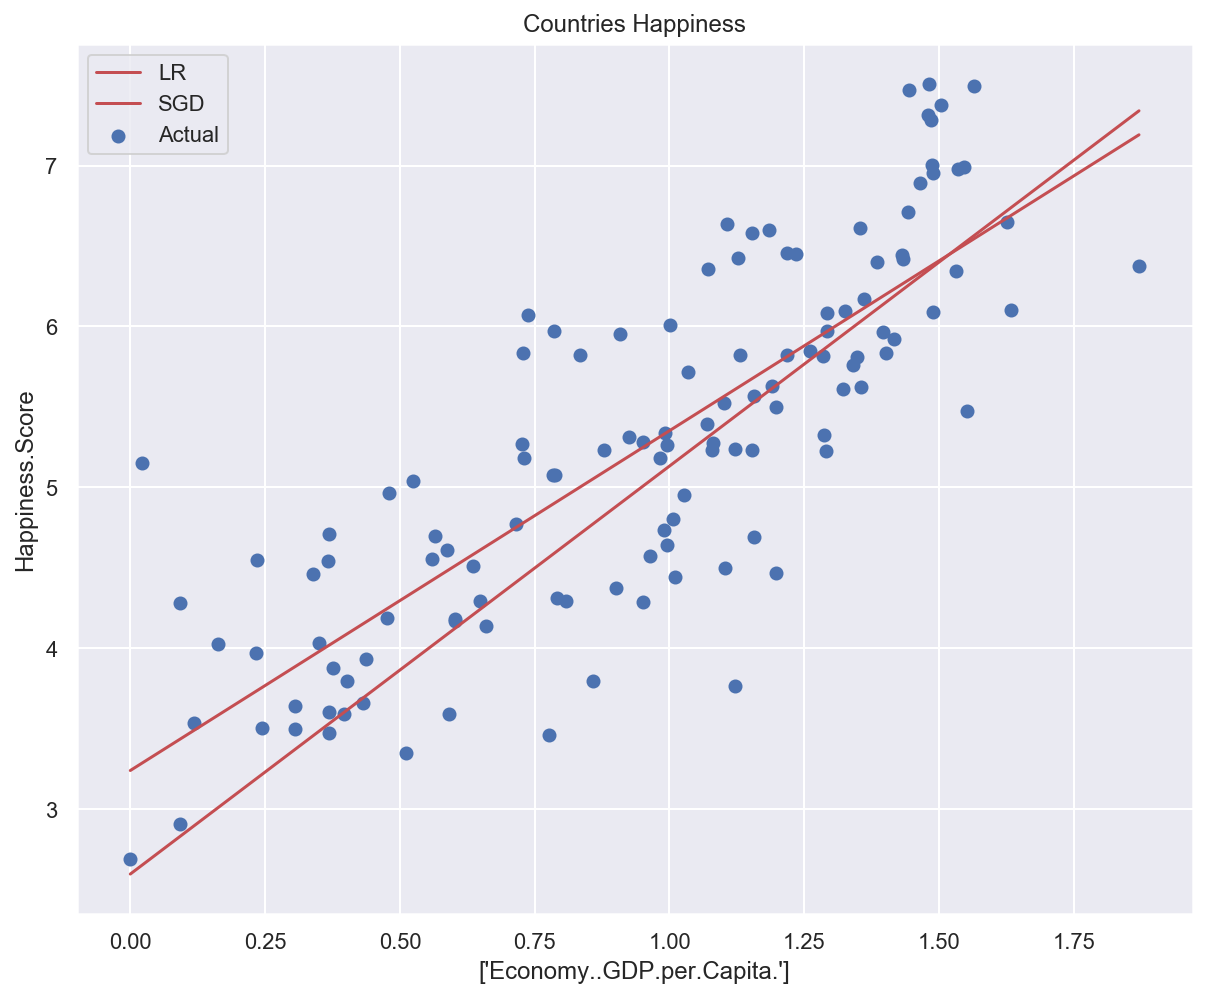 Countries Happiness
LR
SGD
Actual
Happiness.Score
7
6
5
4
3
0.00 0.25 0.50 0.75 1.00 1.25 1.50 1.75
['Economy..GDP.per.Capita.']